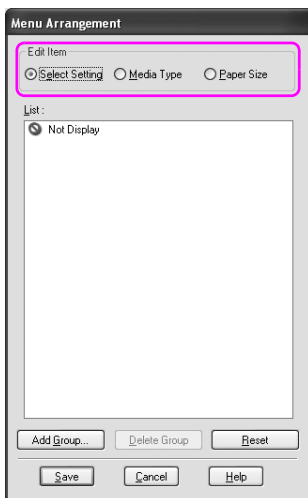 Menu Arrangement
Edit Item
Select Setting Media Type Paper Size
List :
Not Display
Add Group... Delete Group Reset
Save Cancel Help